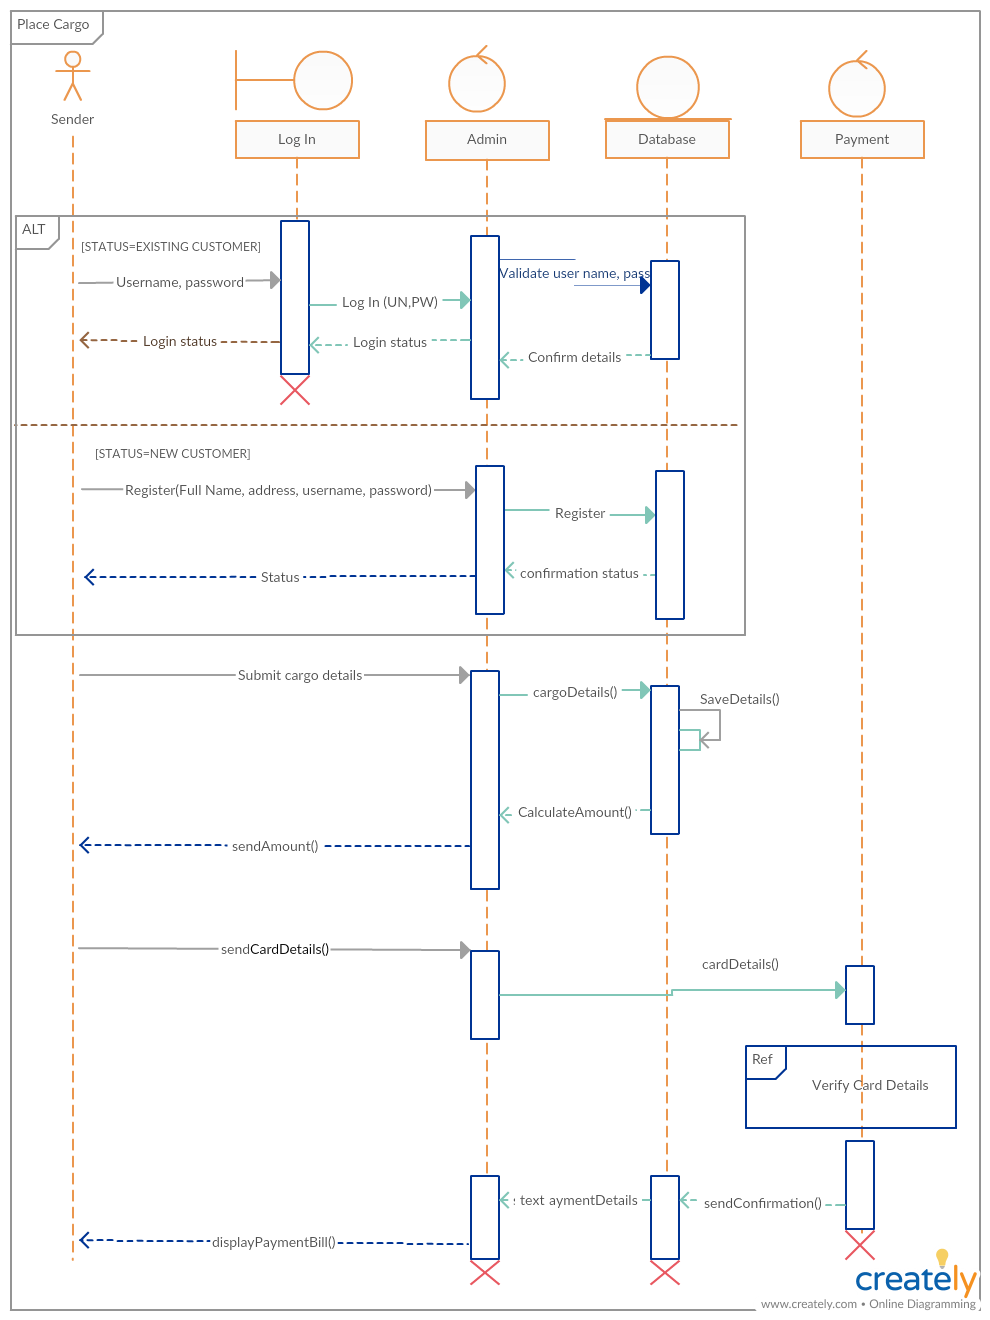 Place Cargo
Sender
Log In
Admin
Database
Payment
ALT
[STATUS=EXISTING CUSTOMER]
Validate user name, pass
Username, password
Log In (UN,PW)
Login status
Login status
Confirm details
[STATUS=NEW CUSTOMER]
Register(Full Name, address, username, password)
Register
Status
confirmation status
Submit cargo details
cargoDetails()
SaveDetails()
CalculateAmount()
sendAmount()
sendCardDetails()
cardDetails()
Ref
Verify Card Details
text aymentDetails
sendConfirmation()
displayPaymentBill()
creately
www.creately.com • Online Diagramming